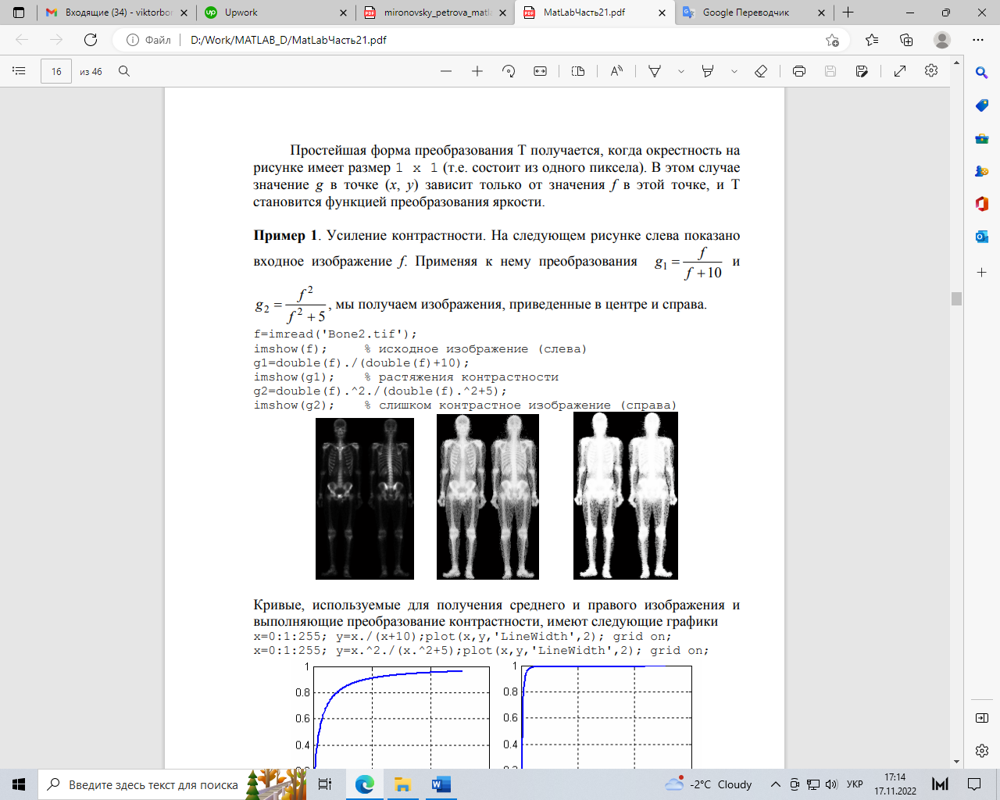 Входящие (34) - viktorbo
Upwork
mironovsky_petrova_matl
MatLabЧасть21.pdf
Google Переводчик
Файл
D:/Work/MATLAB_D/MatLabЧасть21.pdf
16
из 46
Простейшая форма преобразования T получается, когда окрестность на
рисунке имеет размер 1 x 1 (т.е. состоит из одного пиксела). В этом случае
значение g в точке (x, y) зависит только от значения f в этой точке, и T
становится функцией преобразования яркости.
Пример 1. Усиление контрастности. На следующем рисунке слева показано
входное изображение f. Применяя к нему преобразования g₁ = f / (f + 10) и
g₂ = f² / (f² + 5), мы получаем изображения, приведенные в центре и справа.
f=imread('Bone2.tif');
imshow(f); % исходное изображение (слева)
g1=double(f)./(double(f)+10);
imshow(g1); % растяжения контрастности
g2=double(f).^2./(double(f).^2+5);
imshow(g2); % слишком контрастное изображение (справа)
Кривые, используемые для получения среднего и правого изображения и
выполняющие преобразование контрастности, имеют следующие графики
x=0:1:255; y=x./(x+10);plot(x,y,'LineWidth',2); grid on;
x=0:1:255; y=x.^2./(x.^2+5);plot(x,y,'LineWidth',2); grid on;
1
0.8
0.6
0.4
1
0.8
0.6
0.4
Введите здесь текст для поиска
-2°C Cloudy
УКР
17:14
17.11.2022